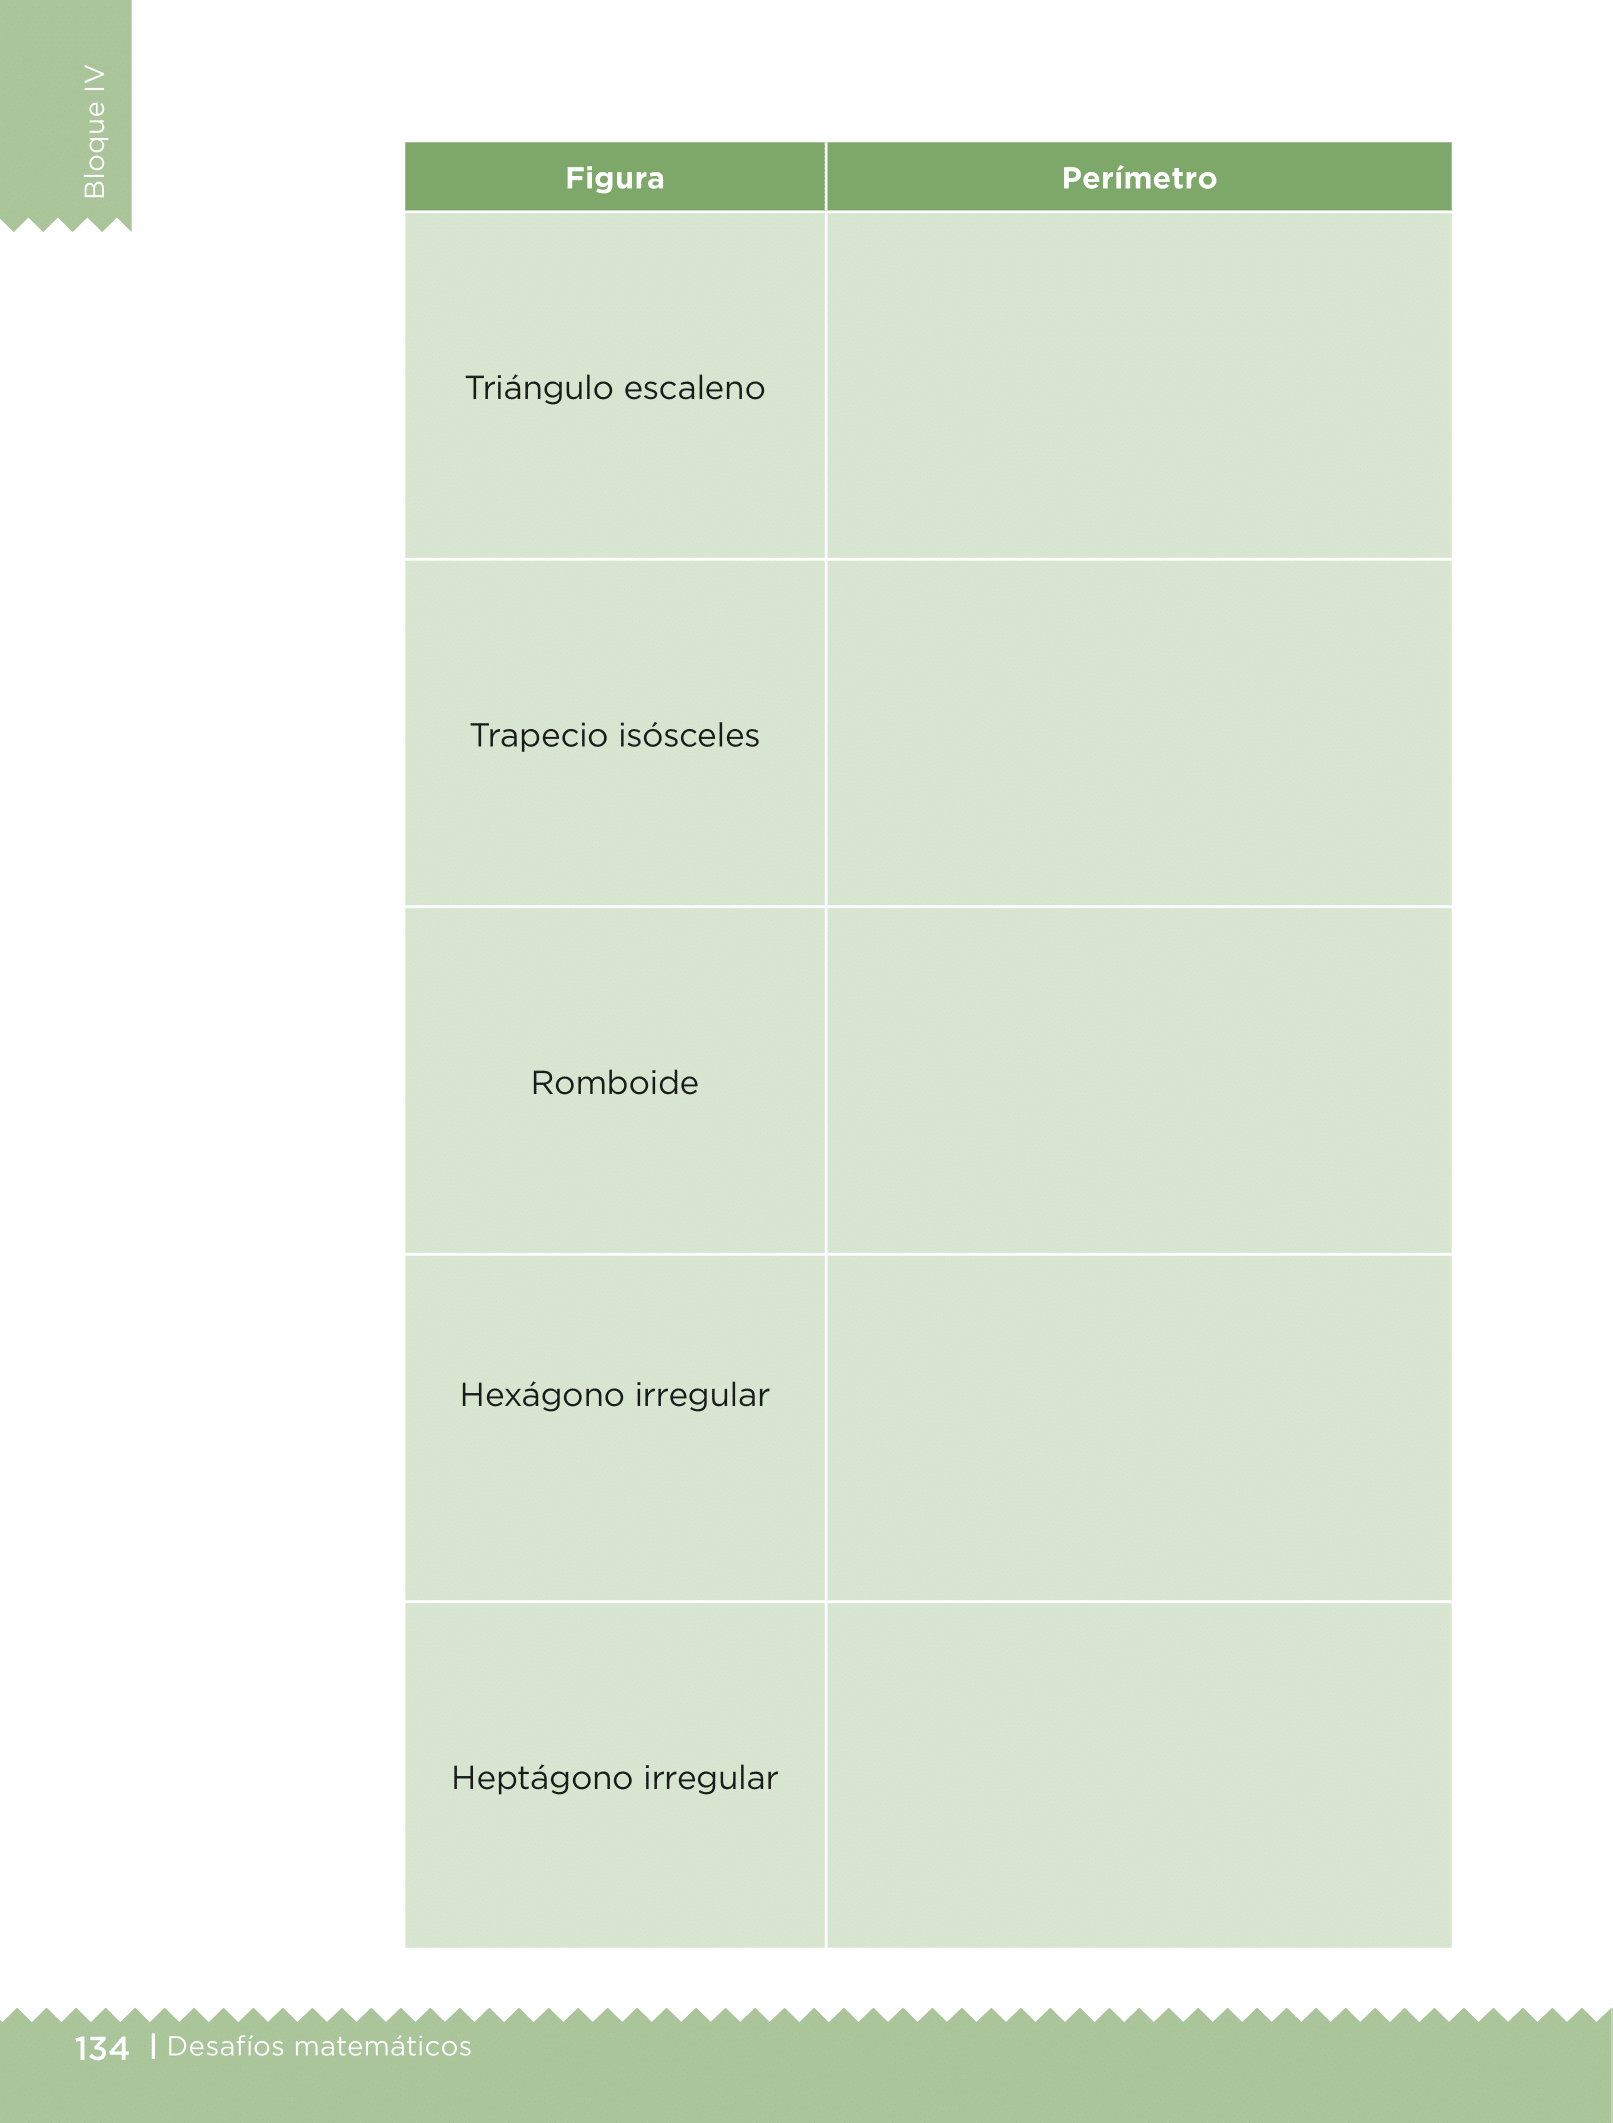 Bloque IV
Figura
Perímetro
Triángulo escaleno
Trapecio isósceles
Romboide
Hexágono irregular
Heptágono irregular
134 | Desafíos matemáticos